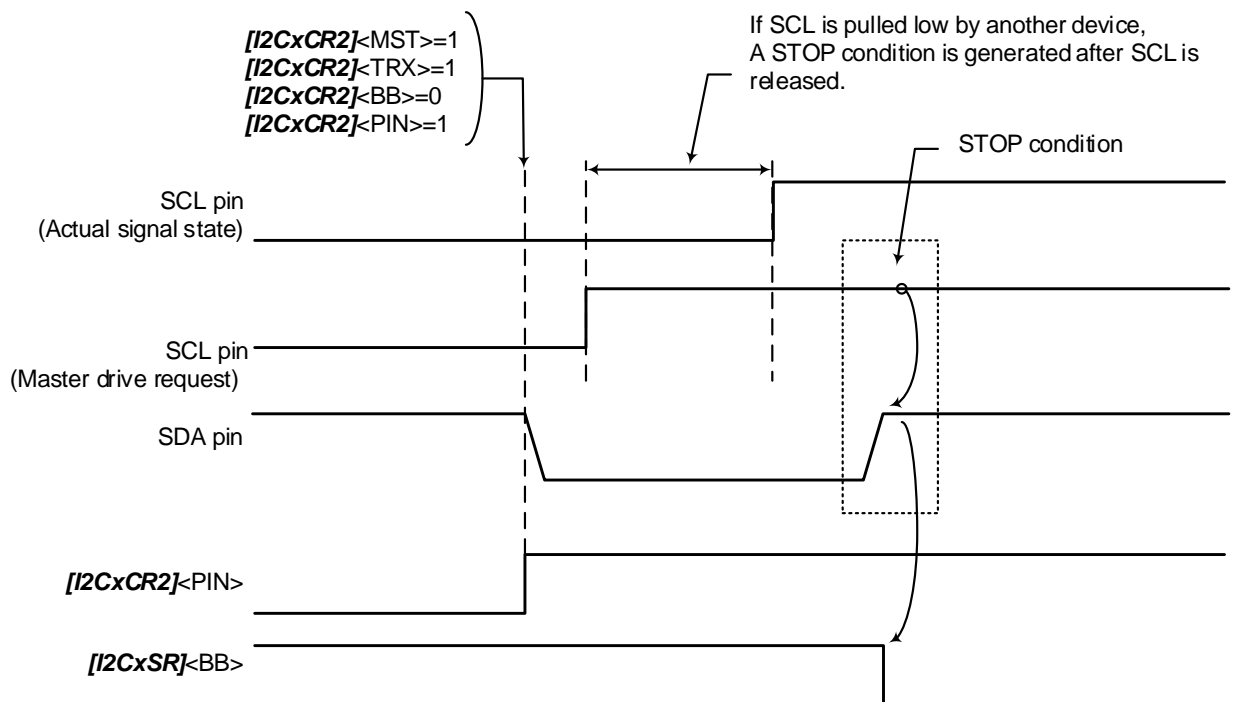 [I2CxCR2]<MST>=1
[I2CxCR2]<TRX>=1
[I2CxCR2]<BB>=0
[I2CxCR2]<PIN>=1
If SCL is pulled low by another device,
A STOP condition is generated after SCL is
released.
STOP condition
SCL pin
(Actual signal state)
SCL pin
(Master drive request)
SDA pin
[I2CxCR2]<PIN>
[I2CxSR]<BB>